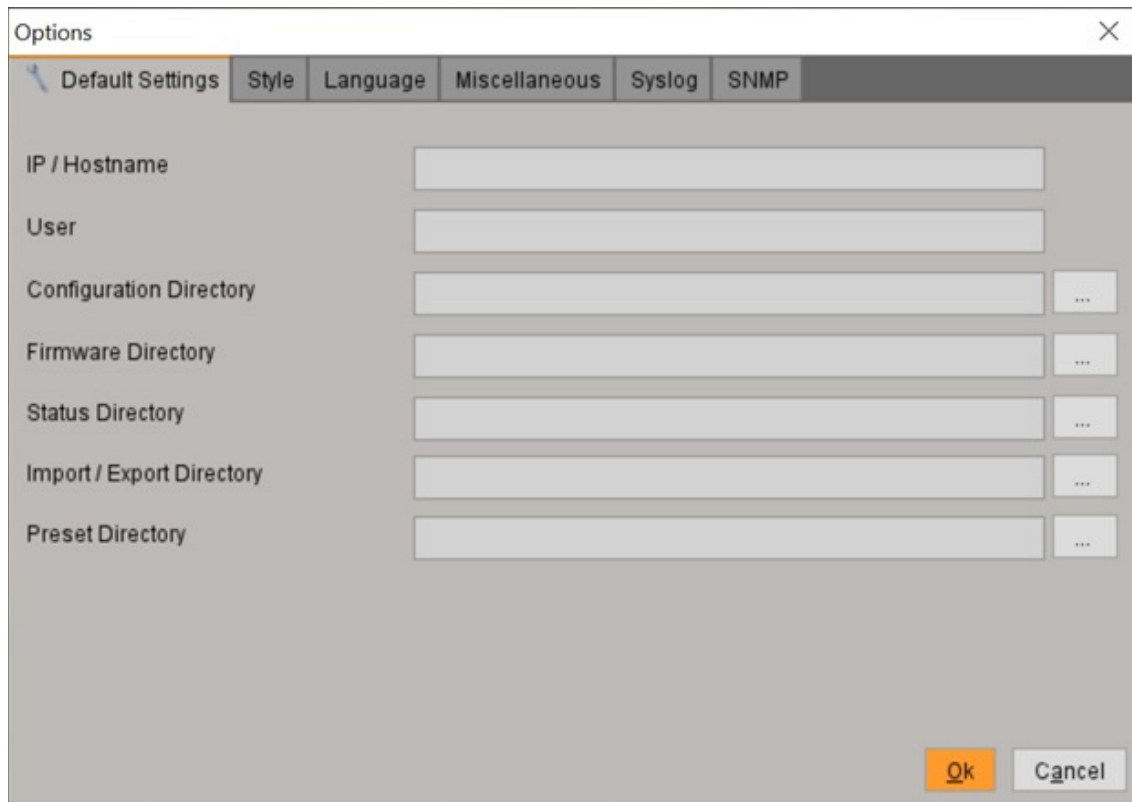 Options
Default Settings Style Language Miscellaneous Syslog SNMP
IP / Hostname
User
Configuration Directory ...
Firmware Directory ...
Status Directory ...
Import / Export Directory ...
Preset Directory ...
Ok Cancel